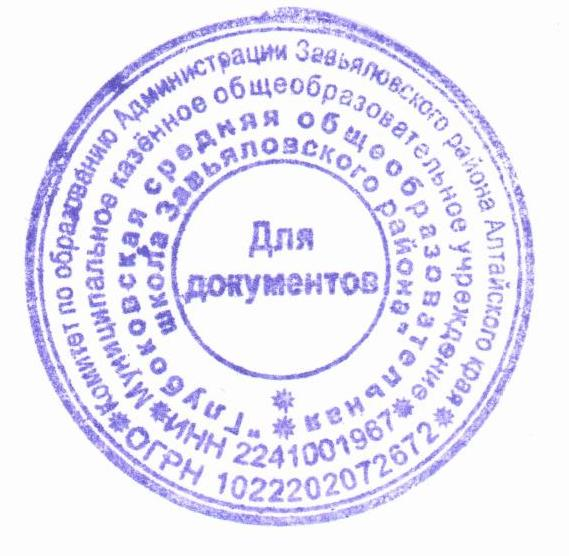 Комитет по образованию Администрации Завьяловского района Алтайского края
* ОГРН 1022202072672 *
Муниципальное казённое общеобразовательное учреждение
* ИНН 2241001967 *
"Глубоковская средняя общеобразовательная
школа Завьяловского района"
Для
документов